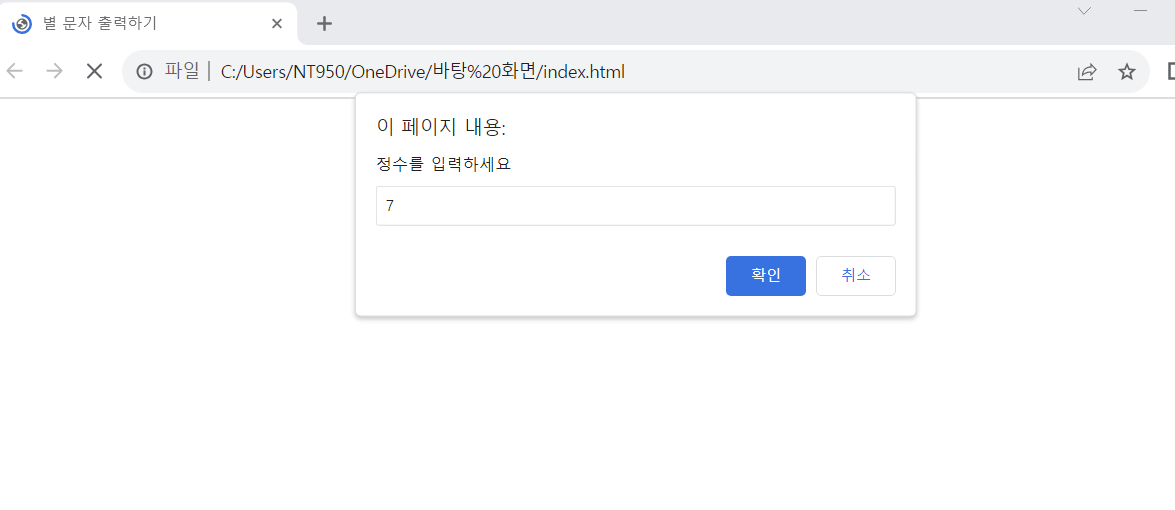 별 문자 출력하기
파일 | C:/Users/NT950/OneDrive/바탕%20화면/index.html
이 페이지 내용:
정수를 입력하세요
7
확인 취소